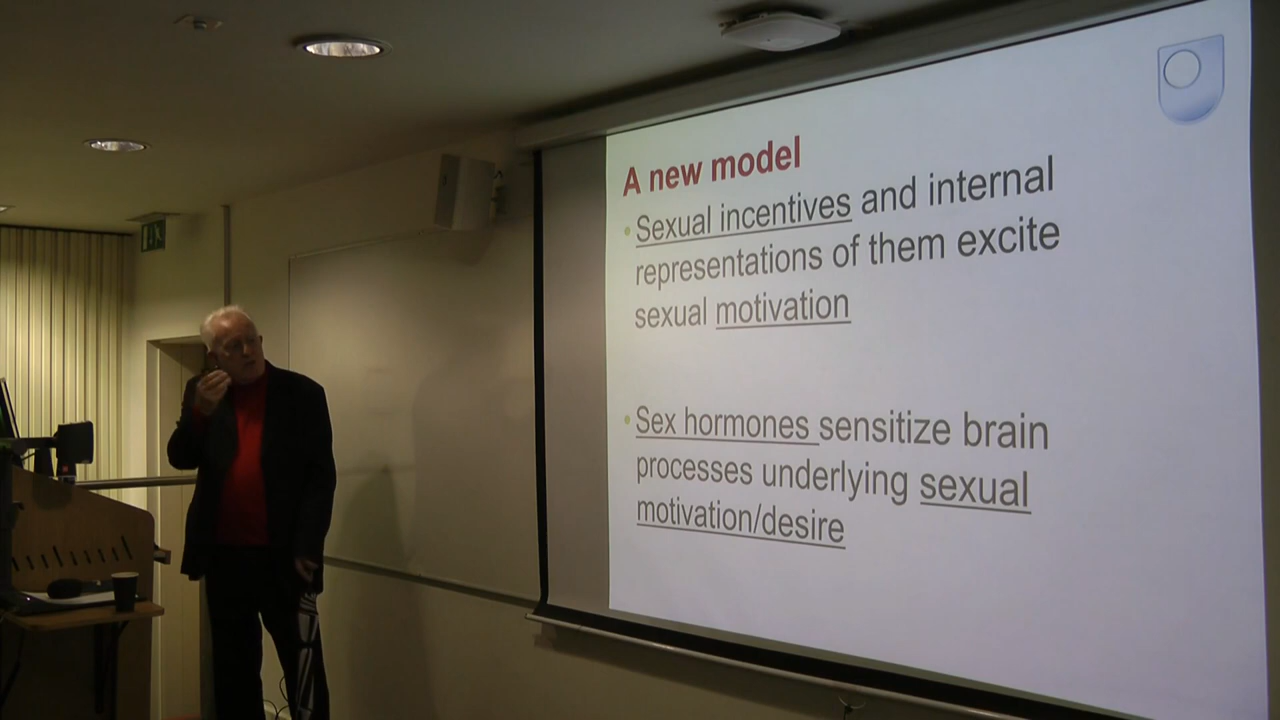 A new model
• Sexual incentives and internal
representations of them excite
sexual motivation
• Sex hormones sensitize brain
processes underlying sexual
motivation/desire